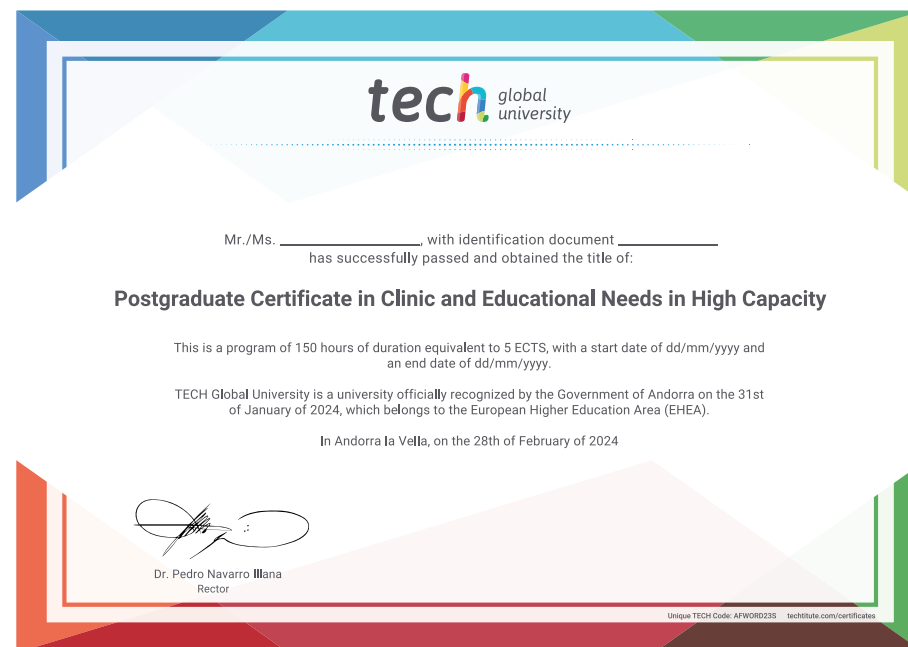 tech global university
Mr./Ms. ____________________, with identification document ______________
has successfully passed and obtained the title of:
Postgraduate Certificate in Clinic and Educational Needs in High Capacity
This is a program of 150 hours of duration equivalent to 5 ECTS, with a start date of dd/mm/yyyy and
an end date of dd/mm/yyyy.
TECH Global University is a university officially recognized by the Government of Andorra on the 31st
of January of 2024, which belongs to the European Higher Education Area (EHEA).
In Andorra la Vella, on the 28th of February of 2024
Dr. Pedro Navarro Illana
Rector
Unique TECH Code: AFWORD23S techtitute.com/certificates